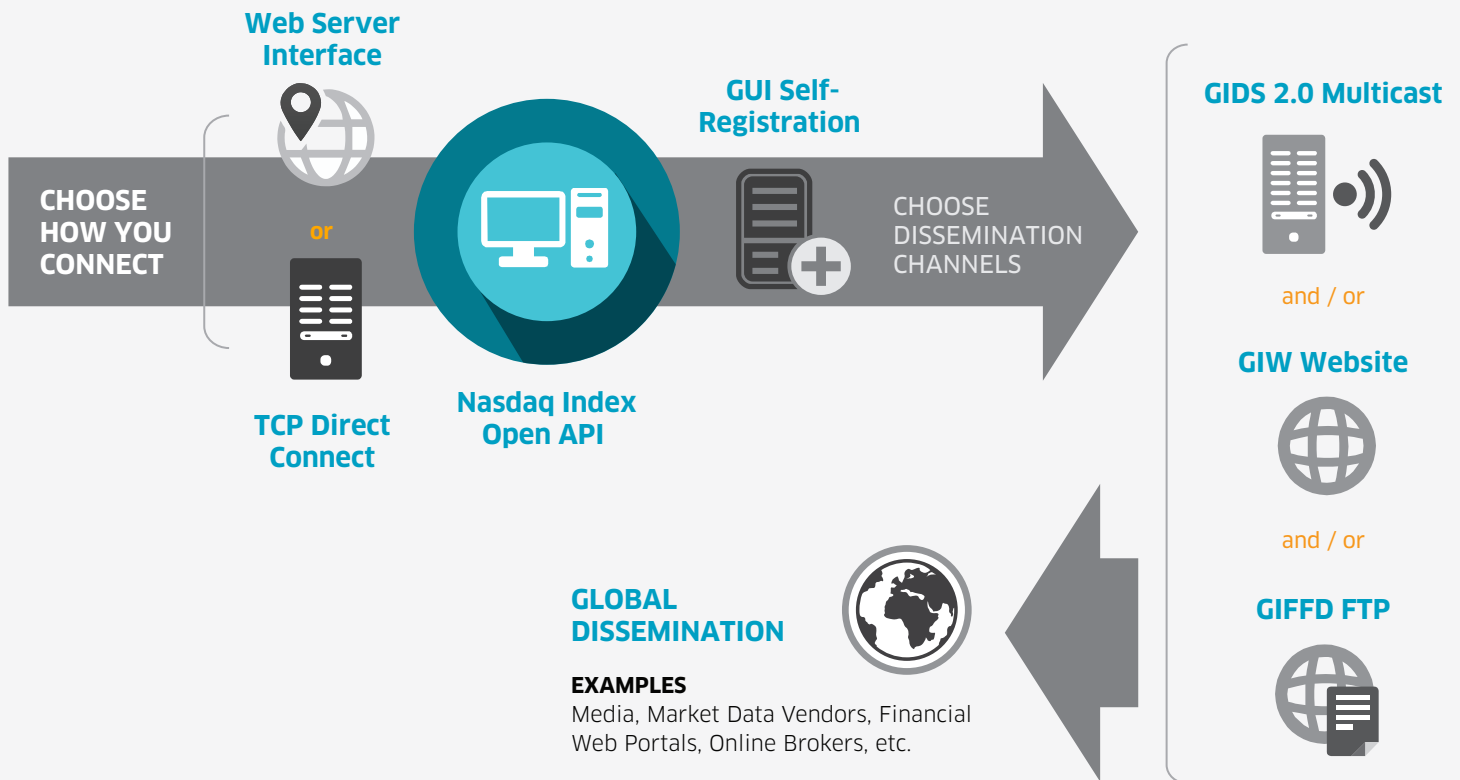 CHOOSE
HOW YOU
CONNECT
Web Server
Interface
or
TCP Direct
Connect
Nasdaq Index
Open API
GUI Self-
Registration
CHOOSE
DISSEMINATION
CHANNELS
GIDS 2.0 Multicast
and / or
GIW Website
and / or
GIFFD FTP
GLOBAL
DISSEMINATION
EXAMPLES
Media, Market Data Vendors, Financial
Web Portals, Online Brokers, etc.